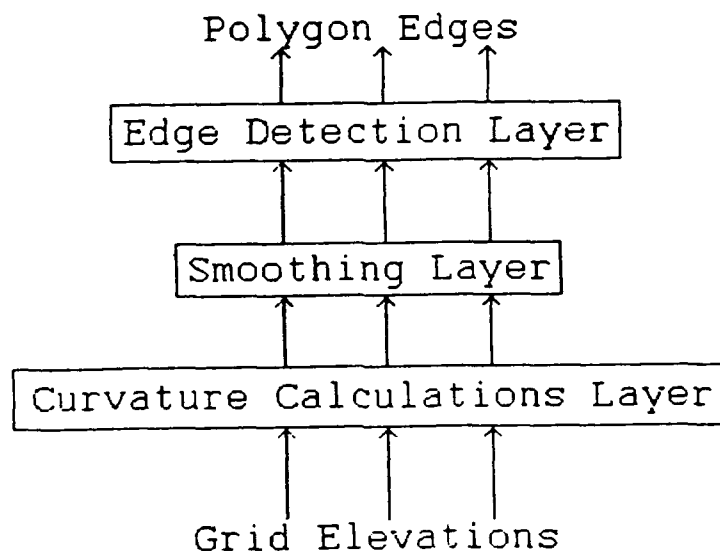 Polygon Edges
Edge Detection Layer
Smoothing Layer
Curvature Calculations Layer
Grid Elevations